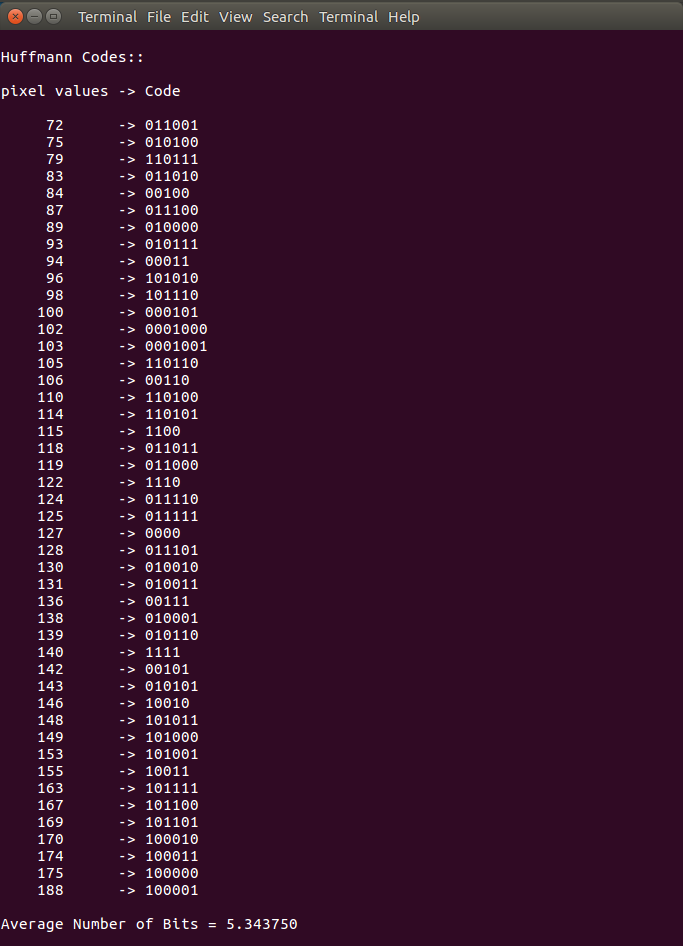 Terminal File Edit View Search Terminal Help
Huffmann Codes::
pixel values -> Code
72 -> 011001
75 -> 010100
79 -> 110111
83 -> 011010
84 -> 00100
87 -> 011100
89 -> 010000
93 -> 010111
94 -> 00011
96 -> 101010
98 -> 101110
100 -> 000101
102 -> 0001000
103 -> 0001001
105 -> 110110
106 -> 00110
110 -> 110100
114 -> 110101
115 -> 1100
118 -> 011011
119 -> 011000
122 -> 1110
124 -> 011110
125 -> 011111
127 -> 0000
128 -> 011101
130 -> 010010
131 -> 010011
136 -> 00111
138 -> 010001
139 -> 010110
140 -> 1111
142 -> 00101
143 -> 010101
146 -> 10010
148 -> 101011
149 -> 101000
153 -> 101001
155 -> 10011
163 -> 101111
167 -> 101100
169 -> 101101
170 -> 100010
174 -> 100011
175 -> 100000
188 -> 100001
Average Number of Bits = 5.343750